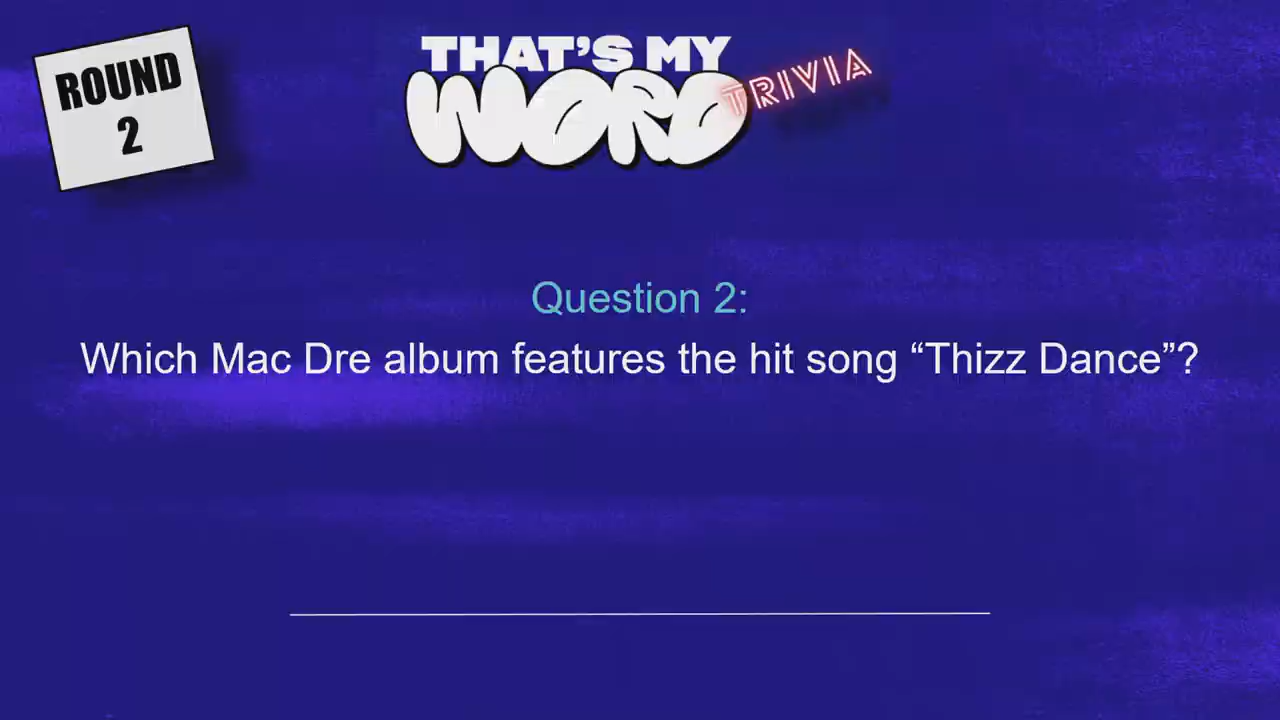 ROUND
2
THAT'S MY
WORD
TRIVIA
Question 2:
Which Mac Dre album features the hit song “Thizz Dance”?